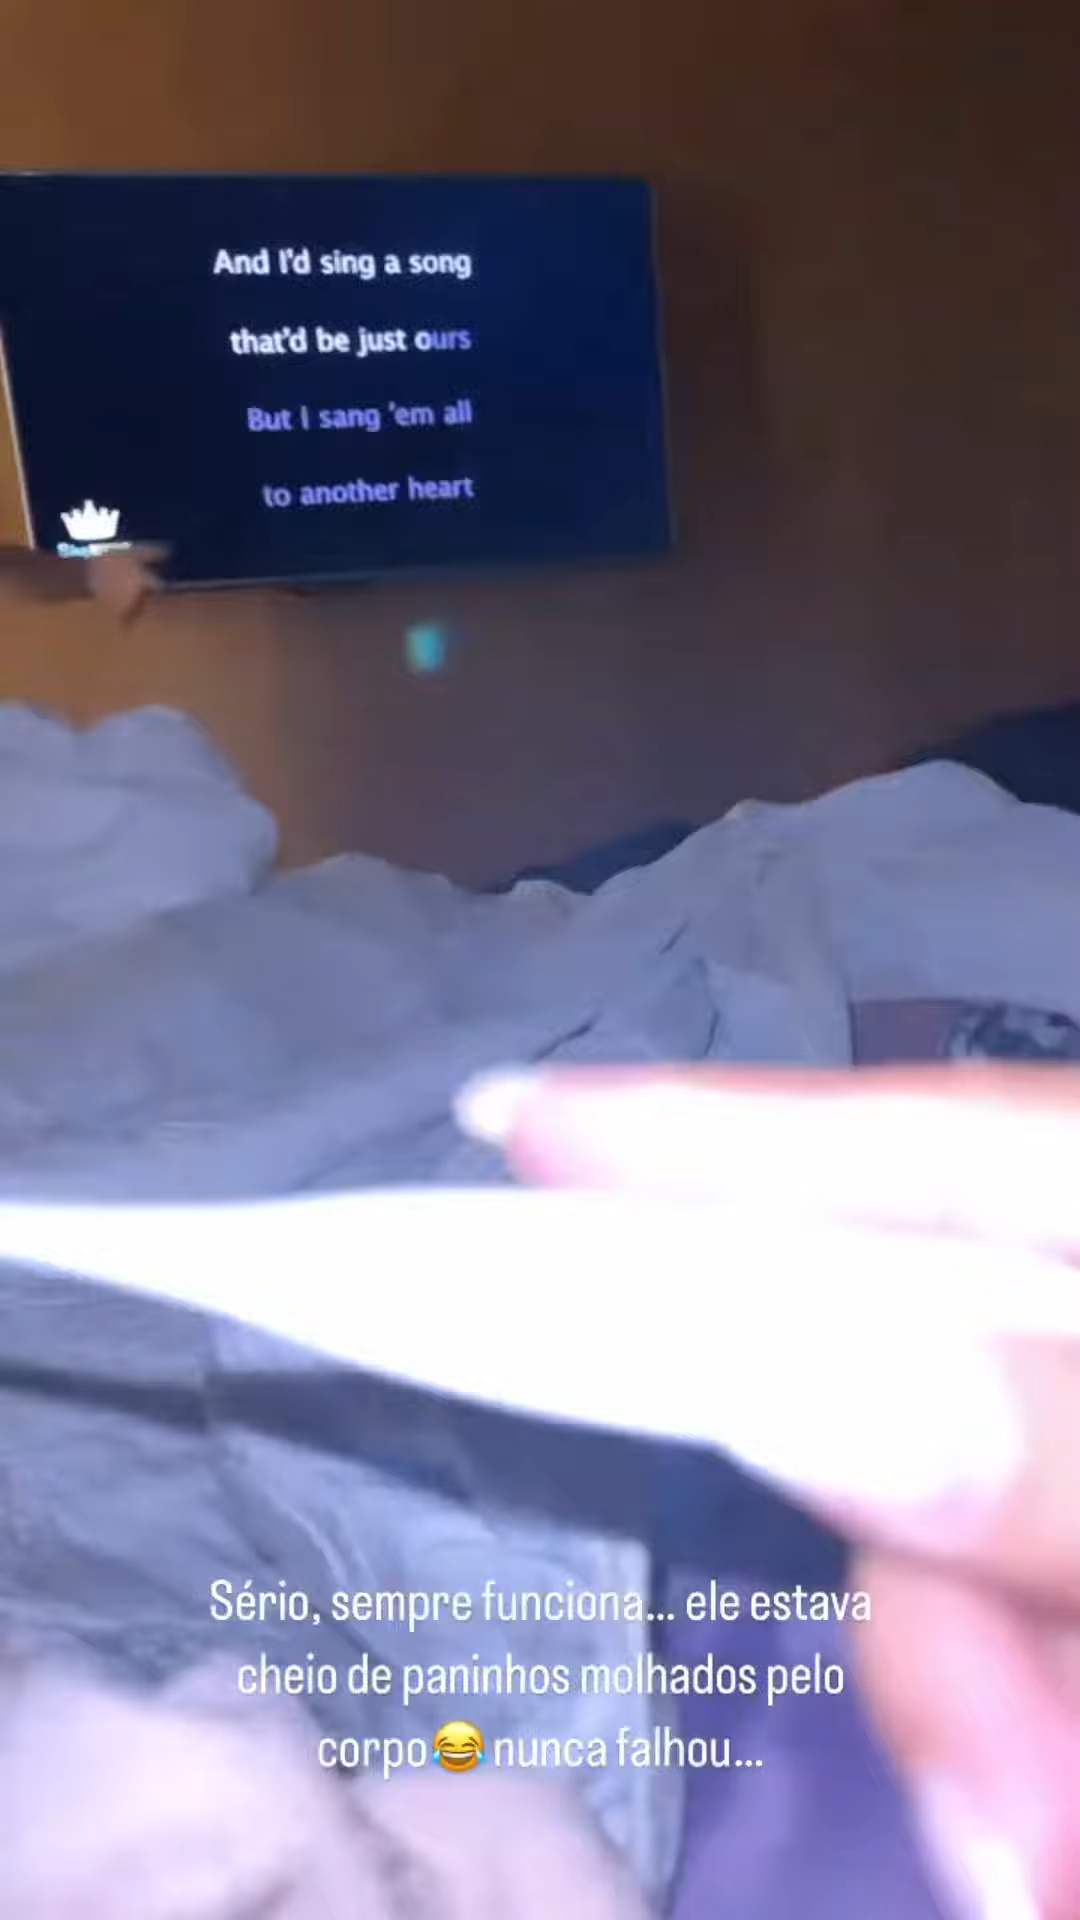 And I'd sing a song
that'd be just ours
But I sang 'em all
to another heart
Sério, sempre funciona... ele estava
cheio de paninhos molhados pelo
corpo😂 nunca falhou...